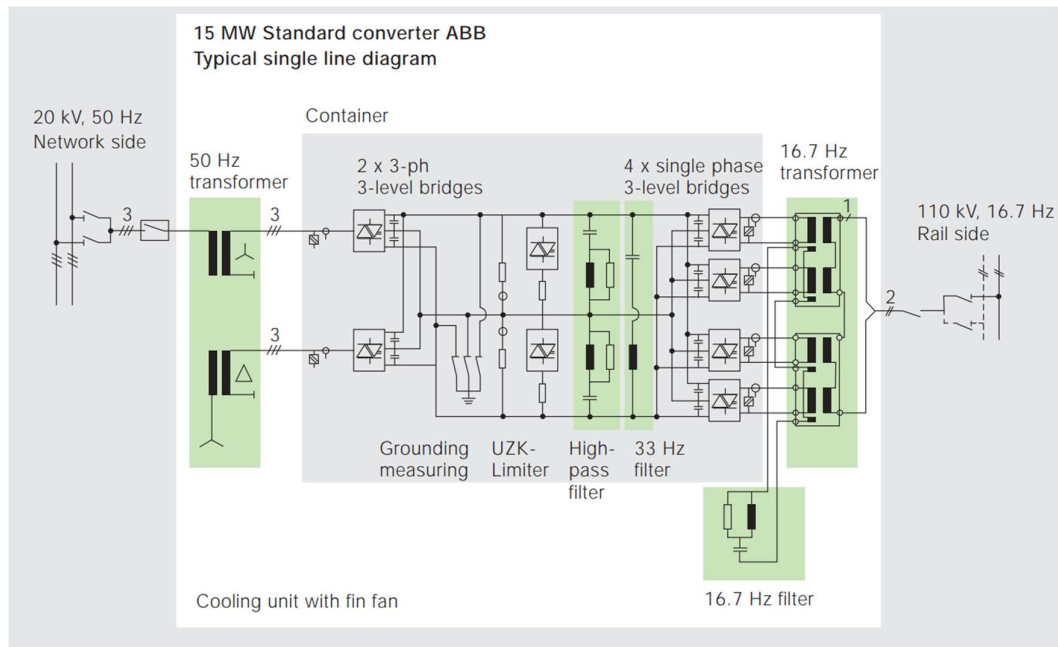 15 MW Standard converter ABB
Typical single line diagram
20 kV, 50 Hz
Network side
Container
50 Hz
transformer
2 x 3-ph
3-level bridges
4 x single phase
3-level bridges
16.7 Hz
transformer
110 kV, 16.7 Hz
Rail side
3
3
3
1
2
Grounding
measuring
UZK-
Limiter
High-
pass
filter
33 Hz
filter
16.7 Hz filter
Cooling unit with fin fan